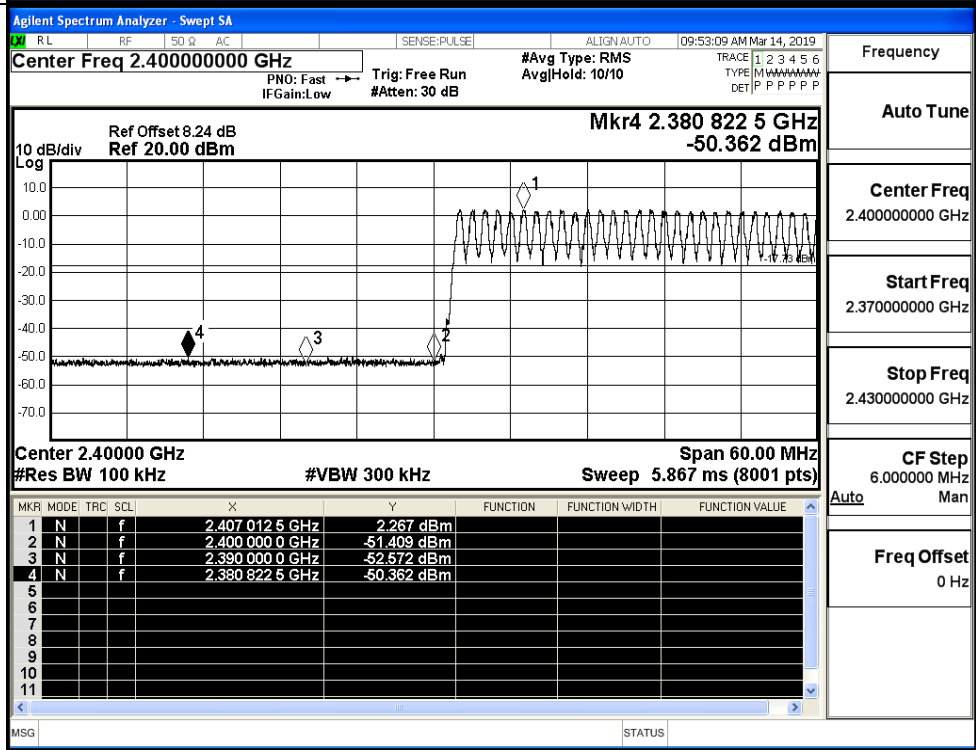 Agilent Spectrum Analyzer - Swept SA
LXI RL RF 50 Ω AC SENSE:PULSE ALIGN AUTO 09:53:09 AM Mar 14, 2019
Center Freq 2.400000000 GHz
PNO: Fast
IFGain:Low
Trig: Free Run
#Atten: 30 dB
#Avg Type: RMS
Avg|Hold: 10/10
TRACE 1 2 3 4 5 6
TYPE M WWWWW
DET P P P P P P
Mkr4 2.380 822 5 GHz
-50.362 dBm
Ref Offset 8.24 dB
10 dB/div Ref 20.00 dBm
Log
10.0
0.00
-10.0
-20.0
-30.0
-40.0
-50.0
-60.0
-70.0
1
-17.73 dBm
4
3
2
Center 2.40000 GHz Span 60.00 MHz
#Res BW 100 kHz #VBW 300 kHz Sweep 5.867 ms (8001 pts)
MKR MODE TRC SCL X Y FUNCTION FUNCTION WIDTH FUNCTION VALUE
1 N f 2.407 012 5 GHz 2.267 dBm
2 N f 2.400 000 0 GHz -51.409 dBm
3 N f 2.390 000 0 GHz -52.572 dBm
4 N f 2.380 822 5 GHz -50.362 dBm
5
6
7
8
9
10
11
MSG STATUS
Frequency
Auto Tune
Center Freq
2.400000000 GHz
Start Freq
2.370000000 GHz
Stop Freq
2.430000000 GHz
CF Step
6.000000 MHz
Auto Man
Freq Offset
0 Hz